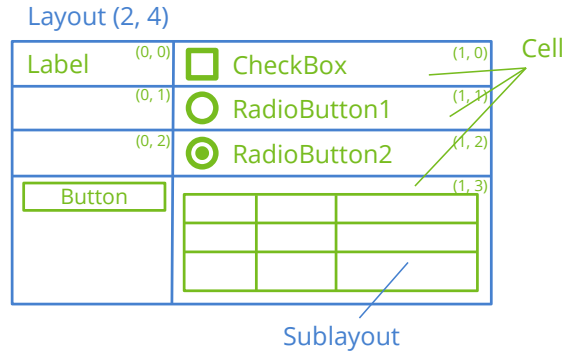 Layout (2, 4)
Label
(0, 0)
CheckBox
(1, 0)
Cell
(0, 1)
RadioButton1
(1, 1)
(0, 2)
RadioButton2
(1, 2)
Button
(1, 3)
Sublayout